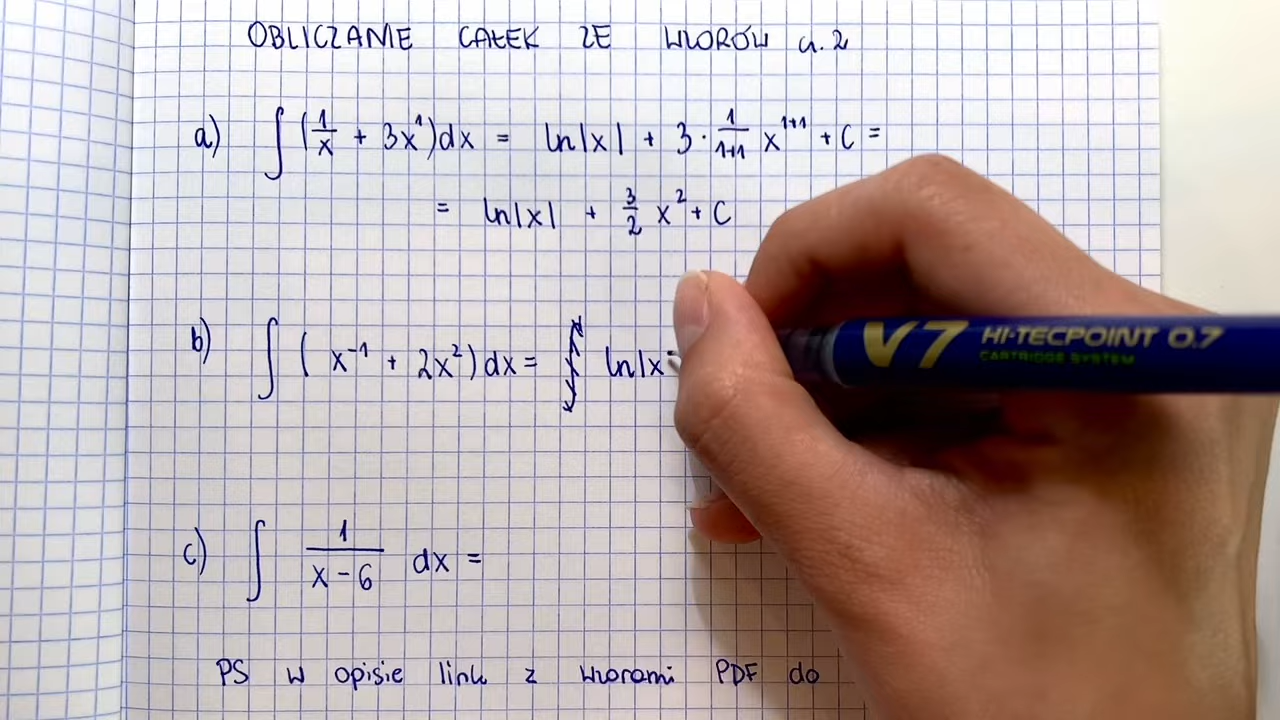 OBLICZANIE CAŁEK ZE WZORÓW cz. 2
a) ∫ (1/x + 3x¹) dx = ln|x| + 3 · 1/(1+1) x¹⁺¹ + C =
= ln|x| + 3/2 x² + C
b) ∫ ( x⁻¹ + 2x² ) dx = ln|x
V7 HI-TECPOINT 0.7
CARTRIDGE SYSTEM
c) ∫ 1/(x - 6) dx =
PS w opisie link z wzorami PDF do